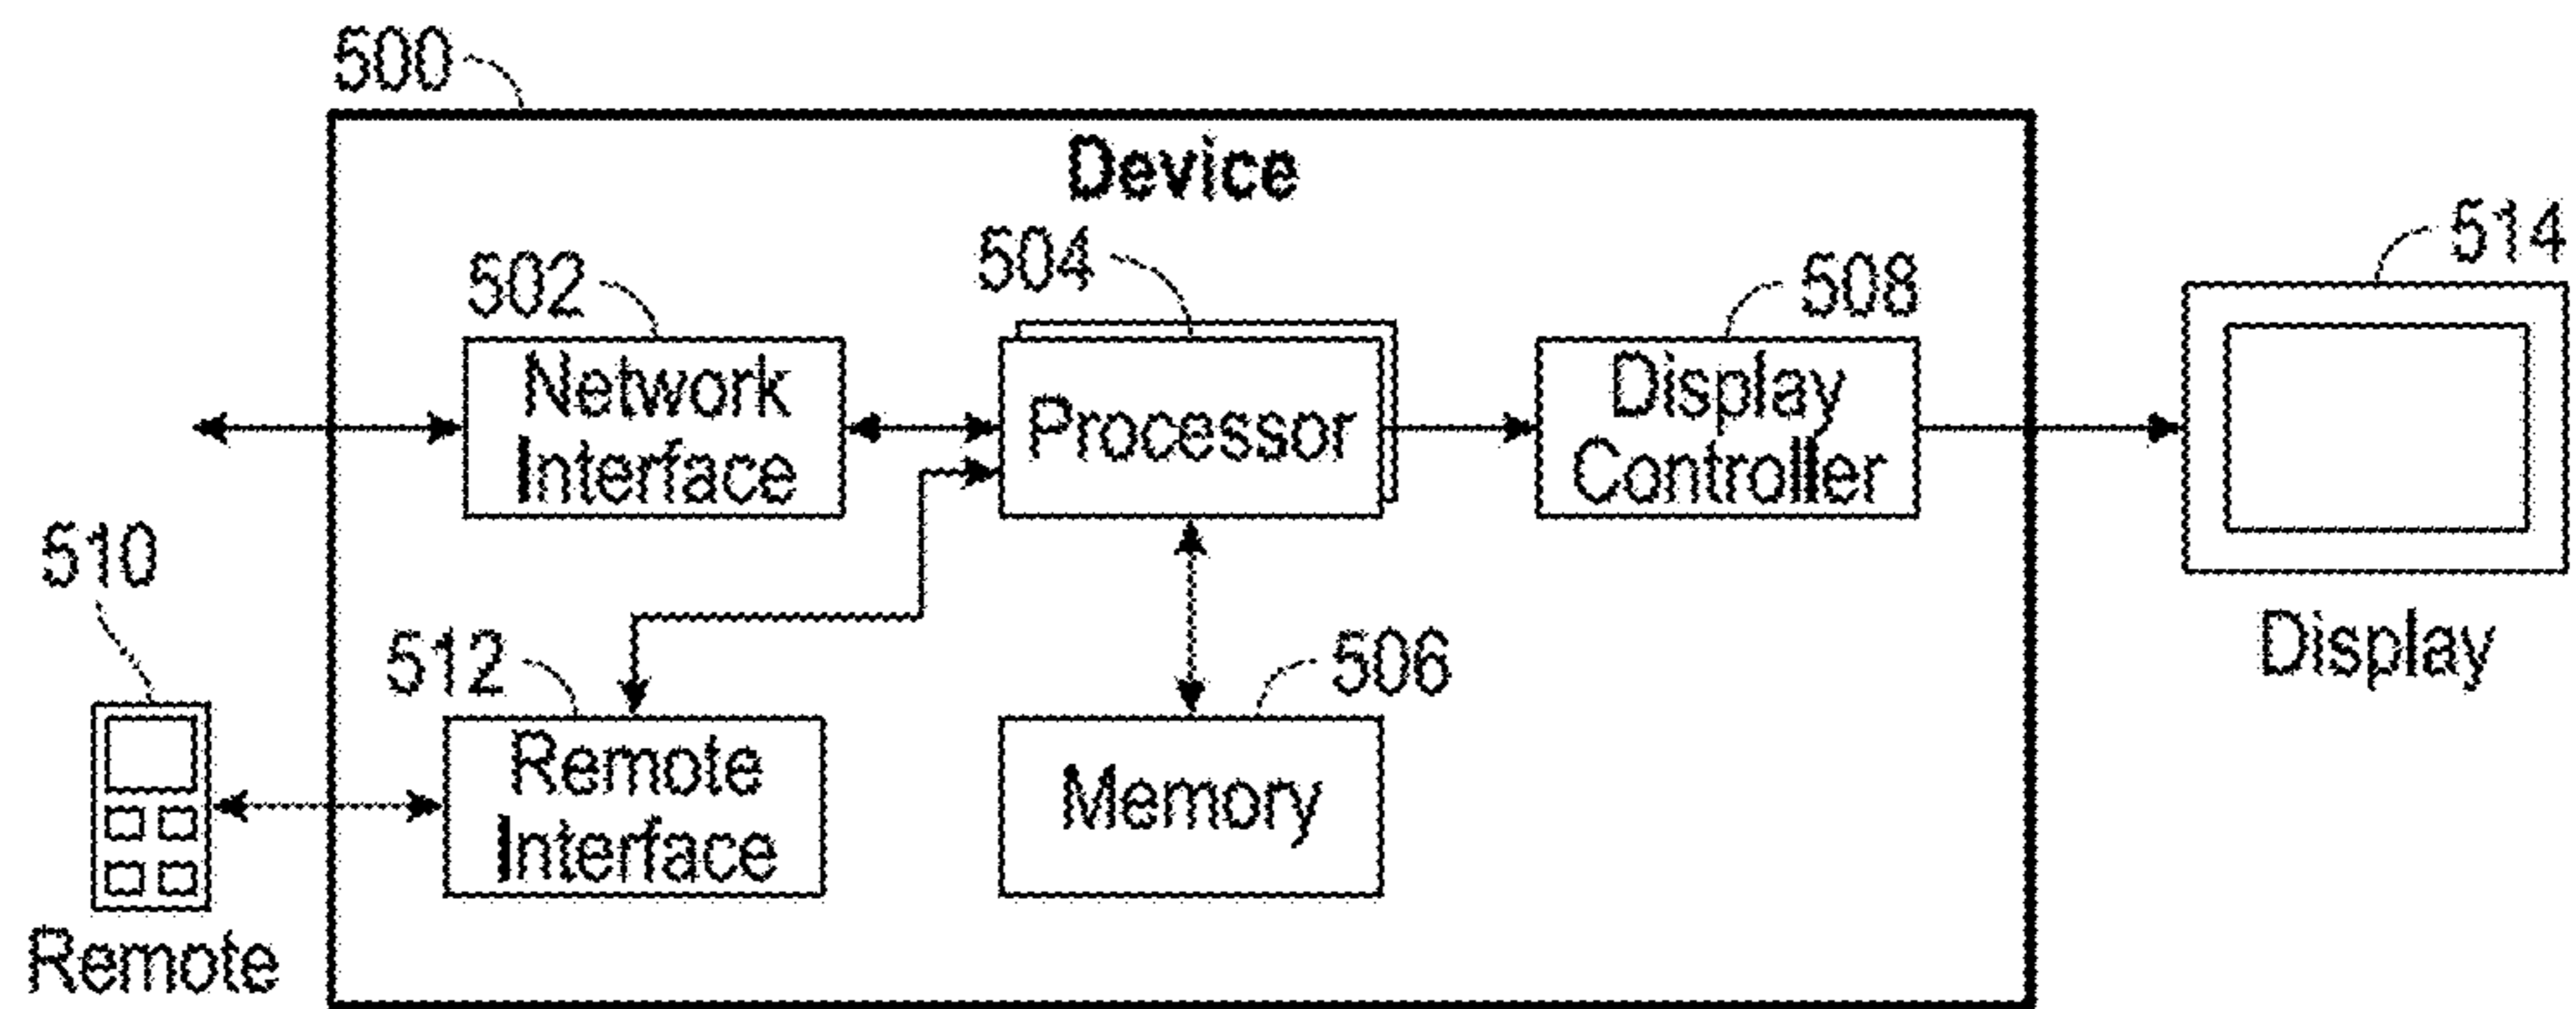 500
Device
514
502
504
508
Network
Interface
Processor
Display
Controller
510
512
506
Display
Remote
Interface
Memory
Remote